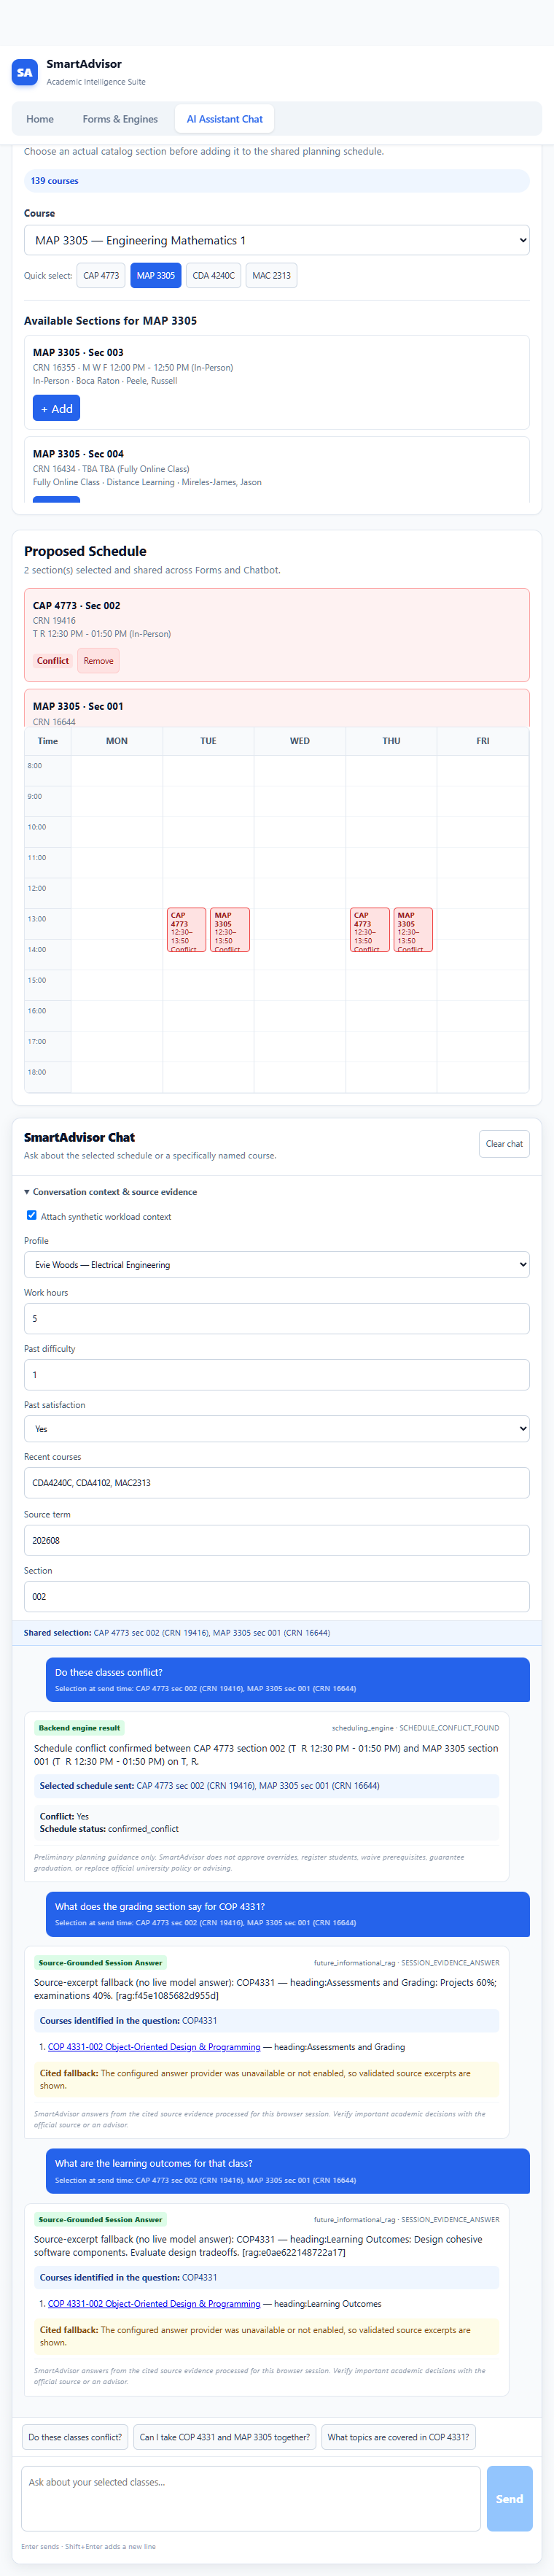 SA
SmartAdvisor
Academic Intelligence Suite
Home
Forms & Engines
AI Assistant Chat
Choose an actual catalog section before adding it to the shared planning schedule.
139 courses
Course
MAP 3305 — Engineering Mathematics 1
Quick select:
CAP 4773
MAP 3305
CDA 4240C
MAC 2313
Available Sections for MAP 3305
MAP 3305 · Sec 003
CRN 16355 · M W F 12:00 PM - 12:50 PM (In-Person)
In-Person · Boca Raton · Peele, Russell
+ Add
MAP 3305 · Sec 004
CRN 16434 · TBA TBA (Fully Online Class)
Fully Online Class · Distance Learning · Mireles-James, Jason
Proposed Schedule
2 section(s) selected and shared across Forms and Chatbot.
CAP 4773 · Sec 002
CRN 19416
T R 12:30 PM - 01:50 PM (In-Person)
Conflict
Remove
MAP 3305 · Sec 001
CRN 16644
Time
MON
TUE
WED
THU
FRI
8:00
9:00
10:00
11:00
12:00
13:00
14:00
15:00
16:00
17:00
18:00
CAP
4773
12:30–
13:50
Conflict
MAP
3305
12:30–
13:50
Conflict
CAP
4773
12:30–
13:50
Conflict
MAP
3305
12:30–
13:50
Conflict
SmartAdvisor Chat
Ask about the selected schedule or a specifically named course.
Clear chat
▼ Conversation context & source evidence
Attach synthetic workload context
Profile
Evie Woods — Electrical Engineering
Work hours
5
Past difficulty
1
Past satisfaction
Yes
Recent courses
CDA4240C, CDA4102, MAC2313
Source term
202608
Section
002
Shared selection: CAP 4773 sec 002 (CRN 19416), MAP 3305 sec 001 (CRN 16644)
Do these classes conflict?
Selection at send time: CAP 4773 sec 002 (CRN 19416), MAP 3305 sec 001 (CRN 16644)
Backend engine result
scheduling_engine · SCHEDULE_CONFLICT_FOUND
Schedule conflict confirmed between CAP 4773 section 002 (T R 12:30 PM - 01:50 PM) and MAP 3305 section
001 (T R 12:30 PM - 01:50 PM) on T, R.
Selected schedule sent: CAP 4773 sec 002 (CRN 19416), MAP 3305 sec 001 (CRN 16644)
Conflict: Yes
Schedule status: confirmed_conflict
Preliminary planning guidance only. SmartAdvisor does not approve overrides, register students, waive prerequisites, guarantee
graduation, or replace official university policy or advising.
What does the grading section say for COP 4331?
Selection at send time: CAP 4773 sec 002 (CRN 19416), MAP 3305 sec 001 (CRN 16644)
Source-Grounded Session Answer
future_informational_rag · SESSION_EVIDENCE_ANSWER
Source-excerpt fallback (no live model answer): COP4331 — heading:Assessments and Grading: Projects 60%;
examinations 40%. [rag:f45e1085682d955d]
Courses identified in the question: COP4331
1. COP 4331-002 Object-Oriented Design & Programming — heading:Assessments and Grading
Cited fallback: The configured answer provider was unavailable or not enabled, so validated source excerpts are
shown.
SmartAdvisor answers from the cited source evidence processed for this browser session. Verify important academic decisions with the
official source or an advisor.
What are the learning outcomes for that class?
Selection at send time: CAP 4773 sec 002 (CRN 19416), MAP 3305 sec 001 (CRN 16644)
Source-Grounded Session Answer
future_informational_rag · SESSION_EVIDENCE_ANSWER
Source-excerpt fallback (no live model answer): COP4331 — heading:Learning Outcomes: Design cohesive
software components. Evaluate design tradeoffs. [rag:e0ae622148722a17]
Courses identified in the question: COP4331
1. COP 4331-002 Object-Oriented Design & Programming — heading:Learning Outcomes
Cited fallback: The configured answer provider was unavailable or not enabled, so validated source excerpts are
shown.
SmartAdvisor answers from the cited source evidence processed for this browser session. Verify important academic decisions with the
official source or an advisor.
Do these classes conflict?
Can I take COP 4331 and MAP 3305 together?
What topics are covered in COP 4331?
Ask about your selected classes...
Send
Enter sends · Shift+Enter adds a new line